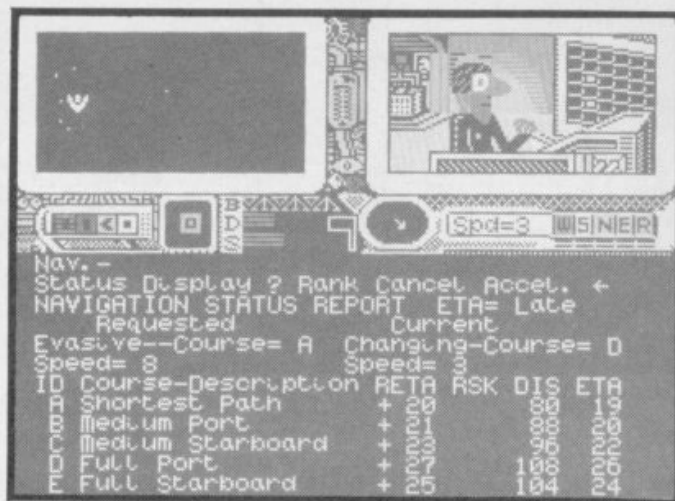 22
B
D
S
Spd=3 W S N E R
Nav.-
Status Display ? Rank Cancel Accel. ←
NAVIGATION STATUS REPORT ETA= Late
Requested Current
Evasive--Course= A Changing-Course= D
Speed= 8 Speed= 3
ID Course-Description RETA RSK DIS ETA
A Shortest Path + 20 80 19
B Medium Port + 21 88 20
C Medium Starboard + 23 96 22
D Full Port + 27 108 26
E Full Starboard + 25 104 24